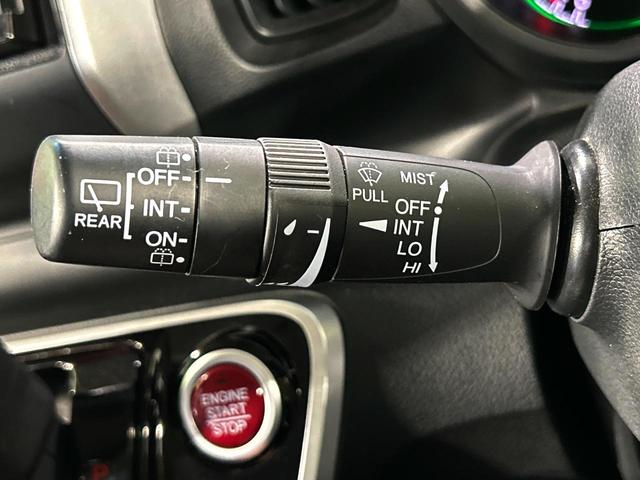 REAR
OFF
INT
ON
PULL
MIST
OFF
INT
LO
HI
ENGINE
START
STOP
P